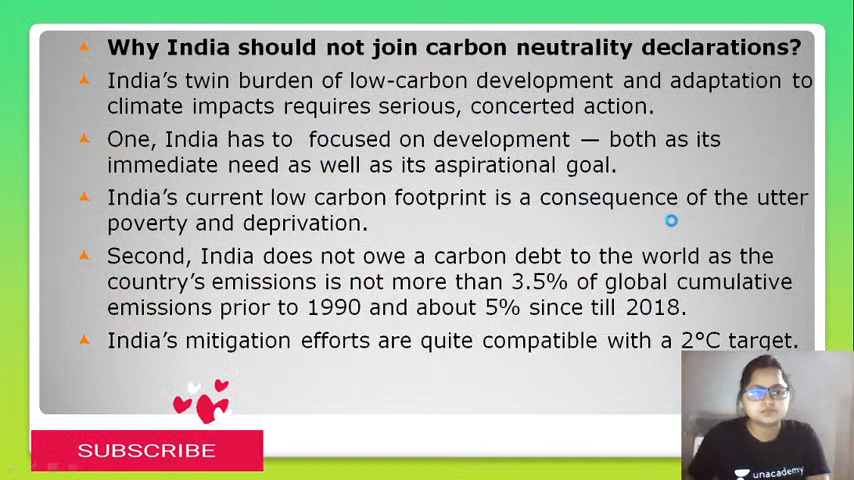 Why India should not join carbon neutrality declarations?
India's twin burden of low-carbon development and adaptation to
climate impacts requires serious, concerted action.
One, India has to  focused on development — both as its
immediate need as well as its aspirational goal.
India's current low carbon footprint is a consequence of the utter
poverty and deprivation.
Second, India does not owe a carbon debt to the world as the
country's emissions is not more than 3.5% of global cumulative
emissions prior to 1990 and about 5% since till 2018.
India's mitigation efforts are quite compatible with a 2°C target.
SUBSCRIBE
unacademy